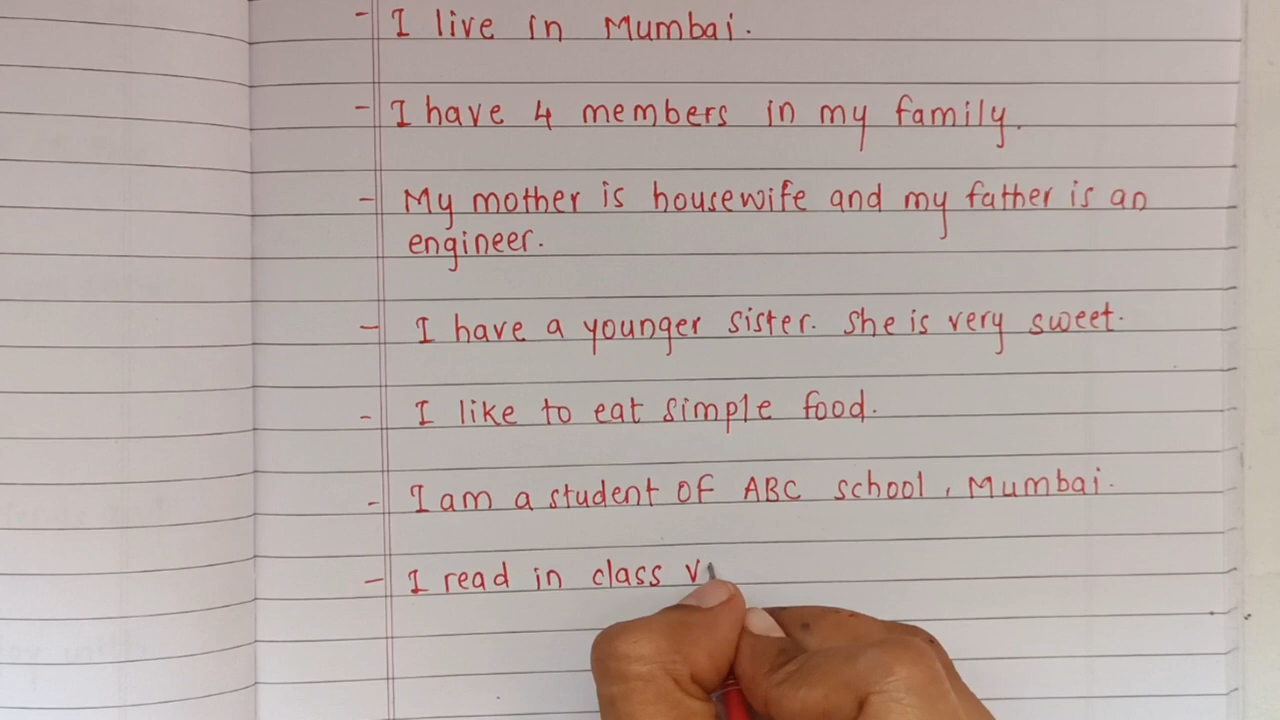 - I live in Mumbai.
- I have 4 members in my family.
- My mother is housewife and my father is an
engineer.
- I have a younger sister. She is very sweet.
- I like to eat simple food.
- I am a student of ABC school, Mumbai.
- I read in class V